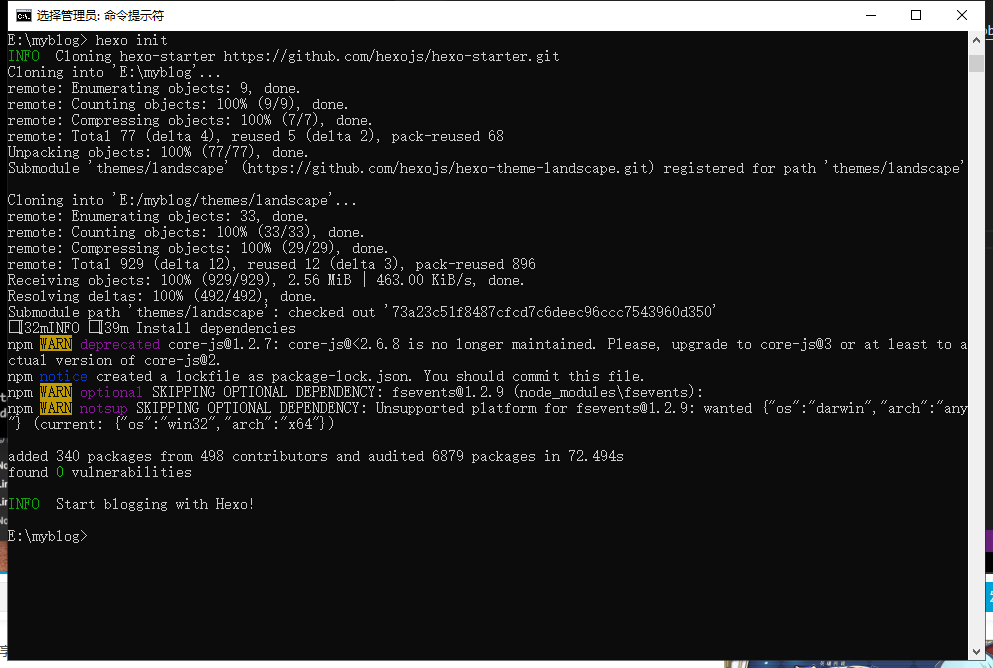 选择管理员: 命令提示符
E:\myblog> hexo init
INFO  Cloning hexo-starter https://github.com/hexojs/hexo-starter.git
Cloning into 'E:\myblog'...
remote: Enumerating objects: 9, done.
remote: Counting objects: 100% (9/9), done.
remote: Compressing objects: 100% (7/7), done.
remote: Total 77 (delta 4), reused 5 (delta 2), pack-reused 68
Unpacking objects: 100% (77/77), done.
Submodule 'themes/landscape' (https://github.com/hexojs/hexo-theme-landscape.git) registered for path 'themes/landscape'
Cloning into 'E:/myblog/themes/landscape'...
remote: Enumerating objects: 33, done.
remote: Counting objects: 100% (33/33), done.
remote: Compressing objects: 100% (29/29), done.
remote: Total 929 (delta 12), reused 12 (delta 3), pack-reused 896
Receiving objects: 100% (929/929), 2.56 MiB | 463.00 KiB/s, done.
Resolving deltas: 100% (492/492), done.
Submodule path 'themes/landscape': checked out '73a23c51f8487cfcd7c6deec96ccc7543960d350'
[32mINFO [39m Install dependencies
npm WARN deprecated core-js@1.2.7: core-js@<2.6.8 is no longer maintained. Please, upgrade to core-js@3 or at least to a
ctual version of core-js@2.
npm notice created a lockfile as package-lock.json. You should commit this file.
npm WARN optional SKIPPING OPTIONAL DEPENDENCY: fsevents@1.2.9 (node_modules\fsevents):
npm WARN notsup SKIPPING OPTIONAL DEPENDENCY: Unsupported platform for fsevents@1.2.9: wanted {"os":"darwin","arch":"any
"} (current: {"os":"win32","arch":"x64"})
added 340 packages from 498 contributors and audited 6879 packages in 72.494s
found 0 vulnerabilities
INFO  Start blogging with Hexo!
E:\myblog>